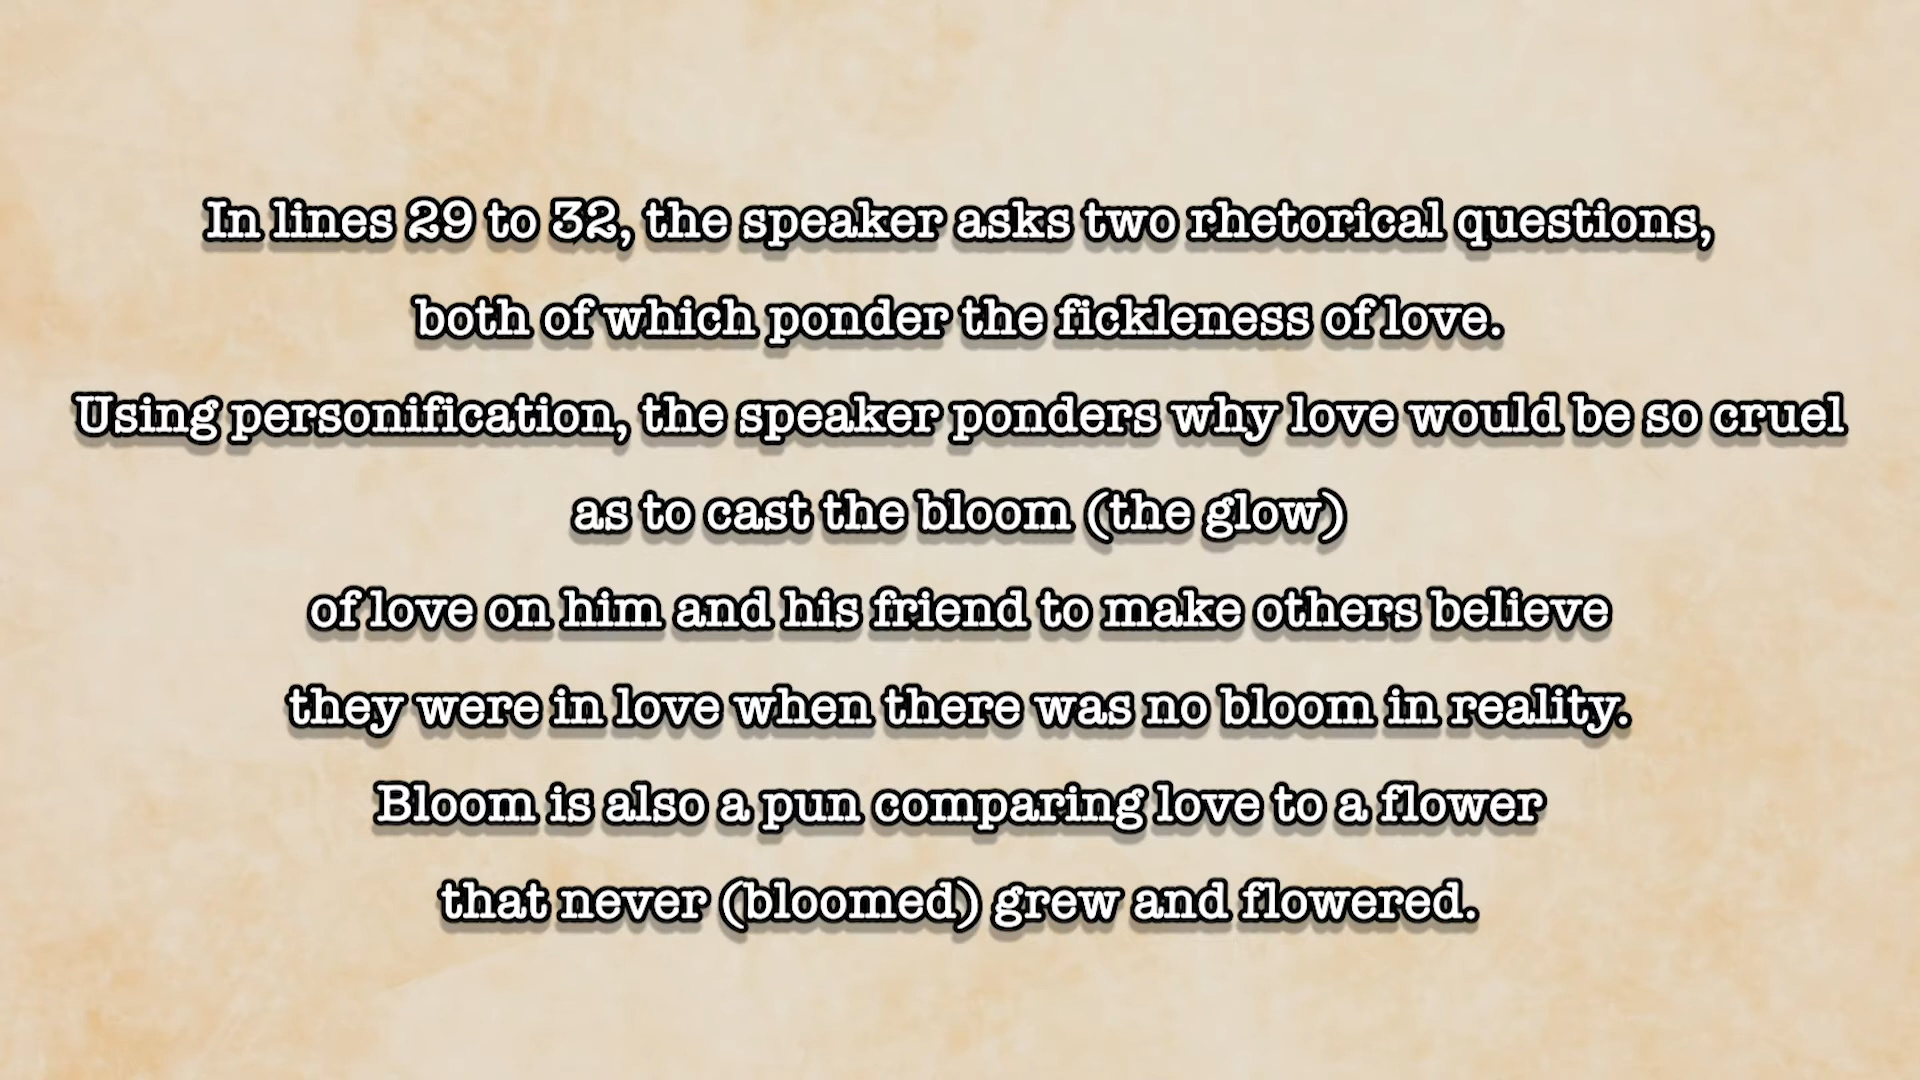 In lines 29 to 32, the speaker asks two rhetorical questions,
both of which ponder the fickleness of love.
Using personification, the speaker ponders why love would be so cruel
as to cast the bloom (the glow)
of love on him and his friend to make others believe
they were in love when there was no bloom in reality.
Bloom is also a pun comparing love to a flower
that never (bloomed) grew and flowered.